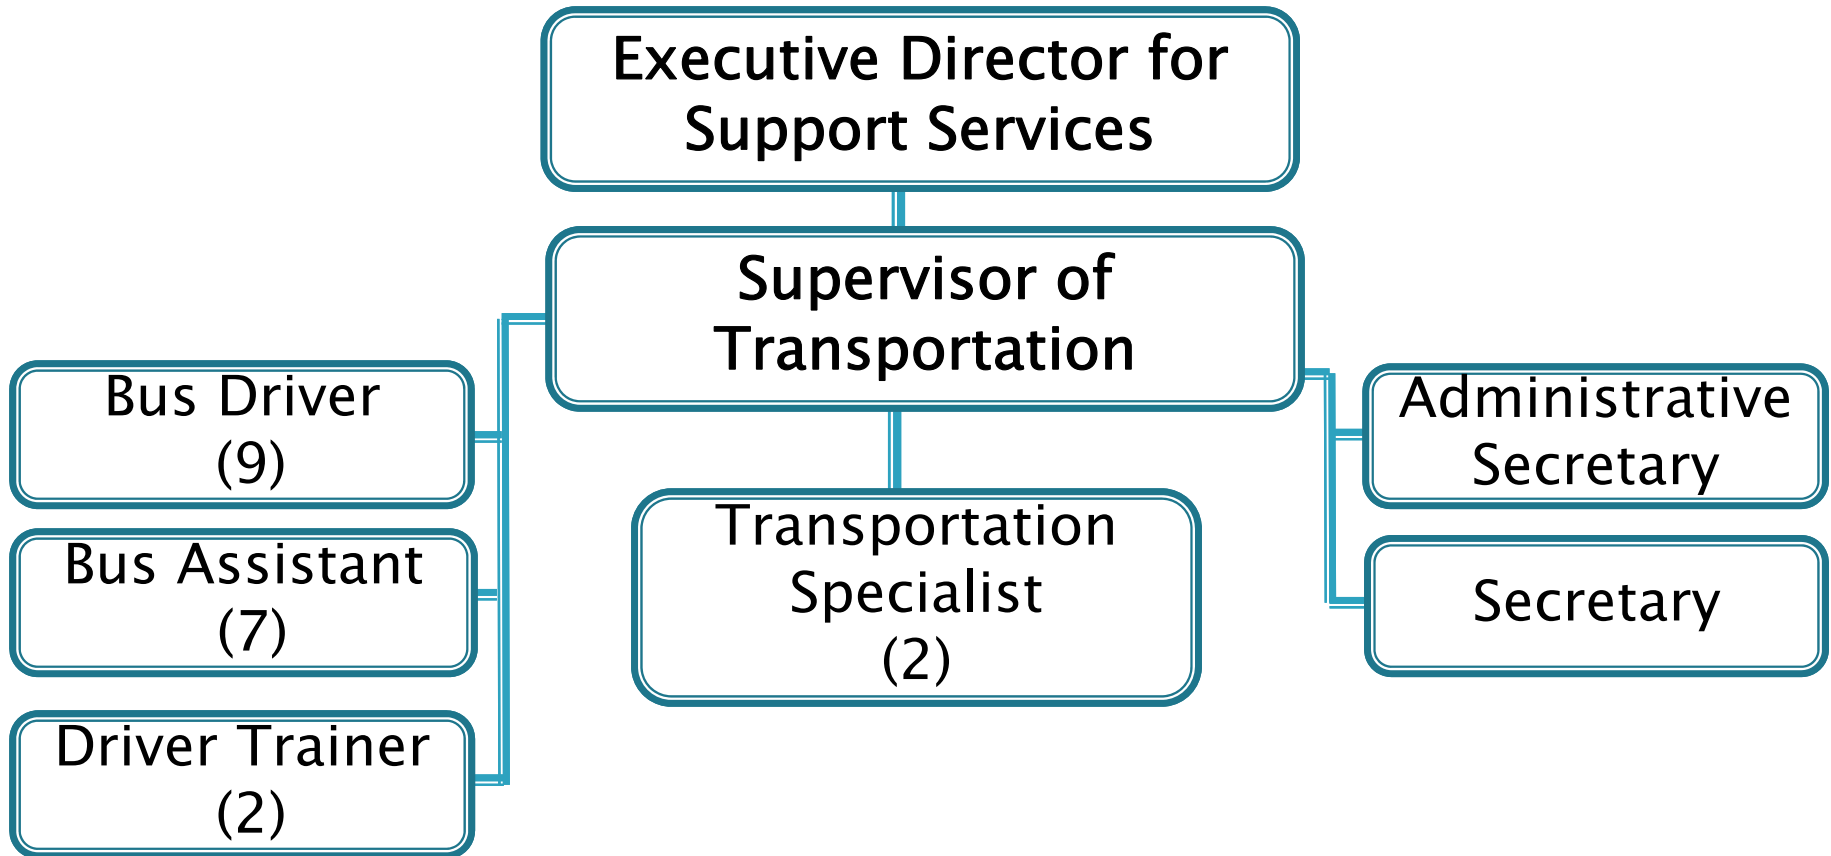 Executive Director for
Support Services
Supervisor of
Transportation
Bus Driver
(9)
Bus Assistant
(7)
Driver Trainer
(2)
Transportation
Specialist
(2)
Administrative
Secretary
Secretary